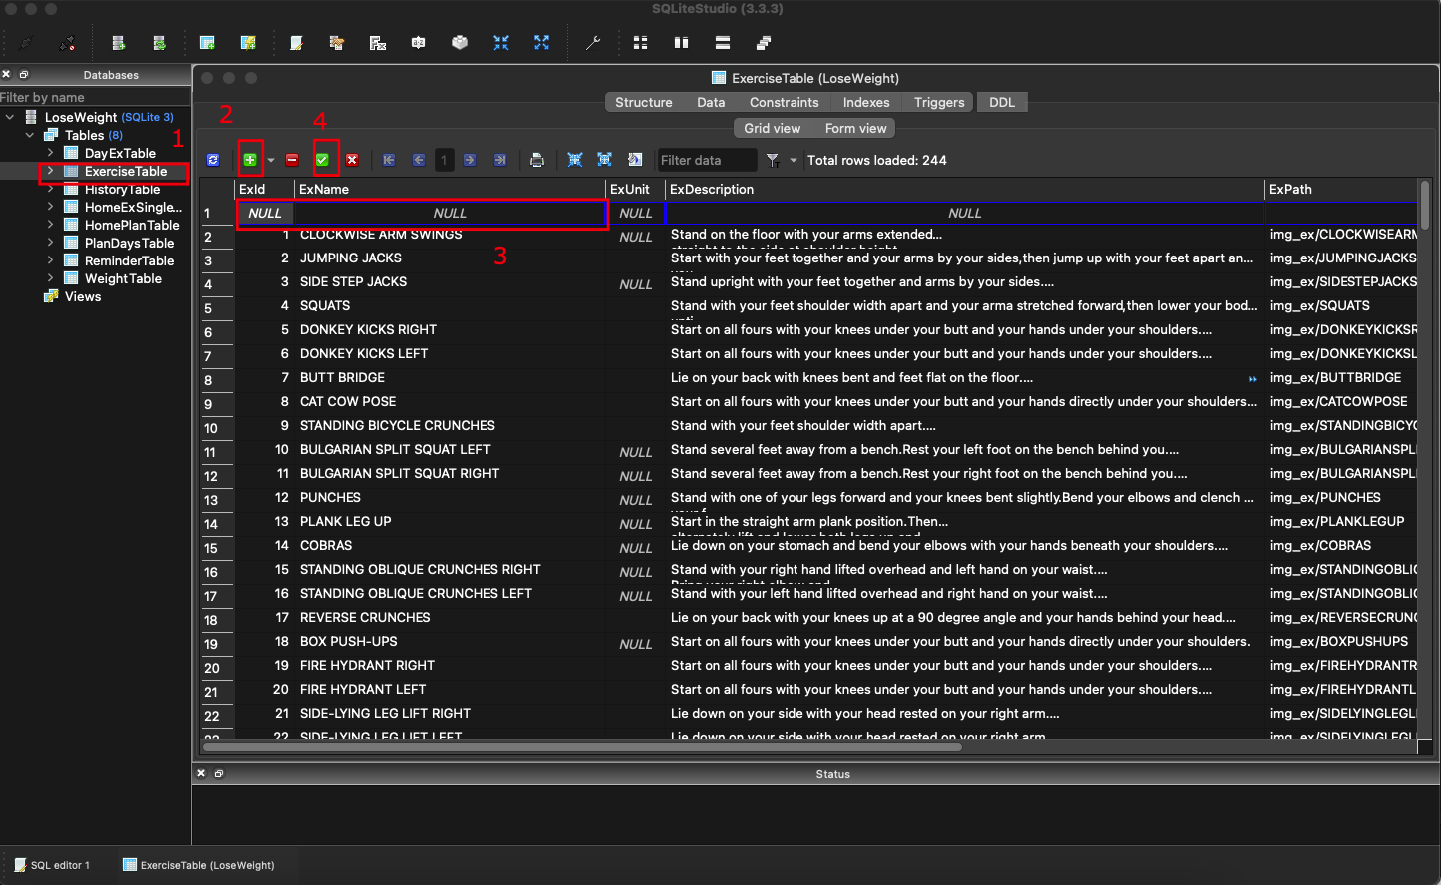 SQLiteStudio (3.3.3)
Databases
Filter by name
LoseWeight (SQLite 3)
Tables (8)
1
DayExTable
ExerciseTable
HistoryTable
HomeExSingle...
HomePlanTable
PlanDaysTable
ReminderTable
WeightTable
Views
ExerciseTable (LoseWeight)
Structure Data Constraints Indexes Triggers DDL
Grid view Form view
2 4
1 Filter data Total rows loaded: 244
ExId ExName ExUnit ExDescription ExPath
1 NULL NULL NULL NULL
2 1 CLOCKWISE ARM SWINGS NULL Stand on the floor with your arms extended... img_ex/CLOCKWISEARM
straight to the side at shoulder height
3 2 JUMPING JACKS Start with your feet together and your arms by your sides,then jump up with your feet apart an... img_ex/JUMPINGJACKS
4 3 SIDE STEP JACKS NULL Stand upright with your feet together and arms by your sides.... img_ex/SIDESTEPJACKS
5 4 SQUATS Stand with your feet shoulder width apart and your arma stretched forward,then lower your bod... img_ex/SQUATS
6 5 DONKEY KICKS RIGHT Start on all fours with your knees under your butt and your hands under your shoulders.... img_ex/DONKEYKICKSR
7 6 DONKEY KICKS LEFT Start on all fours with your knees under your butt and your hands under your shoulders.... img_ex/DONKEYKICKSL
8 7 BUTT BRIDGE Lie on your back with knees bent and feet flat on the floor.... img_ex/BUTTBRIDGE
9 8 CAT COW POSE Start on all fours with your knees under your butt and your hands directly under your shoulders... img_ex/CATCOWPOSE
10 9 STANDING BICYCLE CRUNCHES Stand with your feet shoulder width apart.... img_ex/STANDINGBICYC
11 10 BULGARIAN SPLIT SQUAT LEFT NULL Stand several feet away from a bench.Rest your left foot on the bench behind you.... img_ex/BULGARIANSPL
12 11 BULGARIAN SPLIT SQUAT RIGHT NULL Stand several feet away from a bench.Rest your right foot on the bench behind you.... img_ex/BULGARIANSPL
13 12 PUNCHES NULL Stand with one of your legs forward and your knees bent slightly.Bend your elbows and clench ... img_ex/PUNCHES
14 13 PLANK LEG UP NULL Start in the straight arm plank position.Then... img_ex/PLANKLEGUP
15 14 COBRAS NULL Lie down on your stomach and bend your elbows with your hands beneath your shoulders.... img_ex/COBRAS
16 15 STANDING OBLIQUE CRUNCHES RIGHT NULL Stand with your right hand lifted overhead and left hand on your waist.... img_ex/STANDINGOBLIC
Bring your right elbow and
17 16 STANDING OBLIQUE CRUNCHES LEFT NULL Stand with your left hand lifted overhead and right hand on your waist.... img_ex/STANDINGOBLIC
18 17 REVERSE CRUNCHES Lie on your back with your knees up at a 90 degree angle and your hands behind your head.... img_ex/REVERSECRUNC
19 18 BOX PUSH-UPS NULL Start on all fours with your knees under your butt and your hands directly under your shoulders. img_ex/BOXPUSHUPS
20 19 FIRE HYDRANT RIGHT Start on all fours with your knees under your butt and your hands under your shoulders.... img_ex/FIREHYDRANTR
21 20 FIRE HYDRANT LEFT Start on all fours with your knees under your butt and your hands under your shoulders.... img_ex/FIREHYDRANTL
22 21 SIDE-LYING LEG LIFT RIGHT Lie down on your side with your head rested on your right arm.... img_ex/SIDELYINGLEGLI
22 SIDE-LYING LEG LIFT LEFT Lie down on your side with your head rested on your right arm img_ex/SIDELYINGLEGLI
3
Status
SQL editor 1 ExerciseTable (LoseWeight)